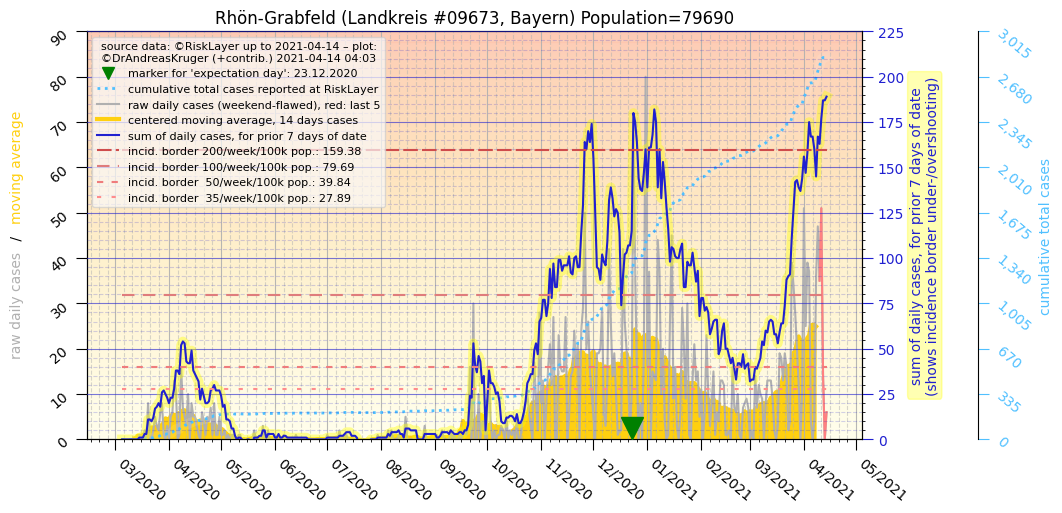 Rhön-Grabfeld (Landkreis #09673, Bayern) Population=79690
source data: ©RiskLayer up to 2021-04-14 – plot:
©DrAndreasKruger (+contrib.) 2021-04-14 04:03
marker for 'expectation day': 23.12.2020
cumulative total cases reported at RiskLayer
raw daily cases (weekend-flawed), red: last 5
centered moving average, 14 days cases
sum of daily cases, for prior 7 days of date
incid. border 200/week/100k pop.: 159.38
incid. border 100/week/100k pop.: 79.69
incid. border  50/week/100k pop.: 39.84
incid. border  35/week/100k pop.: 27.89
raw daily cases / moving average
90
80
70
60
50
40
30
20
10
0
03/2020
04/2020
05/2020
06/2020
07/2020
08/2020
09/2020
10/2020
11/2020
12/2020
01/2021
02/2021
03/2021
04/2021
05/2021
225
200
175
150
125
100
75
50
25
0
sum of daily cases, for prior 7 days of date
(shows incidence border under-/overshooting)
3,015
2,680
2,345
2,010
1,675
1,340
1,005
670
335
0
cumulative total cases